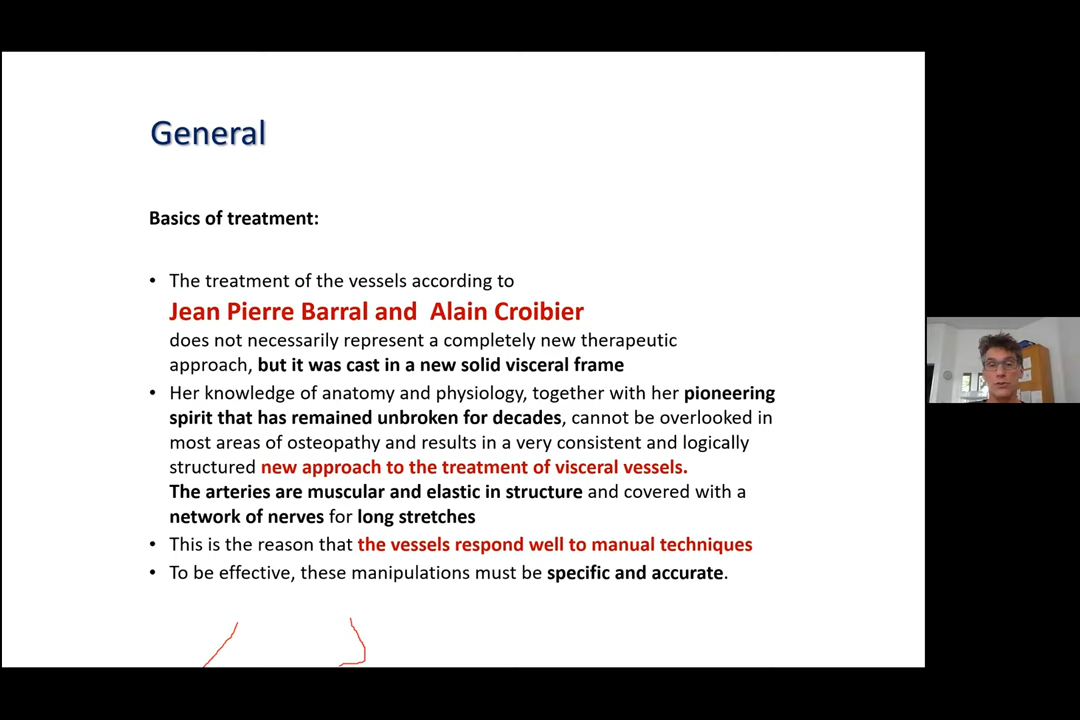 General
Basics of treatment:
• The treatment of the vessels according to
Jean Pierre Barral and Alain Croibier
does not necessarily represent a completely new therapeutic
approach, but it was cast in a new solid visceral frame
• Her knowledge of anatomy and physiology, together with her pioneering
spirit that has remained unbroken for decades, cannot be overlooked in
most areas of osteopathy and results in a very consistent and logically
structured new approach to the treatment of visceral vessels.
The arteries are muscular and elastic in structure and covered with a
network of nerves for long stretches
• This is the reason that the vessels respond well to manual techniques
• To be effective, these manipulations must be specific and accurate.